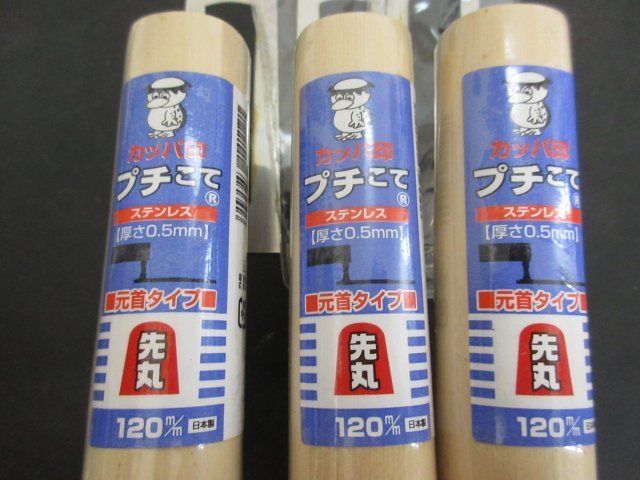 カッパ印
プチこて®
ステンレス
【厚さ0.5mm】
■元首タイプ■
先丸
120m/m
日本製
カッパ印
プチこて®
ステンレス
【厚さ0.5mm】
■元首タイプ■
先丸
120m/m
日本製
カッパ印
プチこて®
ステンレス
【厚さ0.5mm】
■元首タイプ■
先丸
120m/m
日本